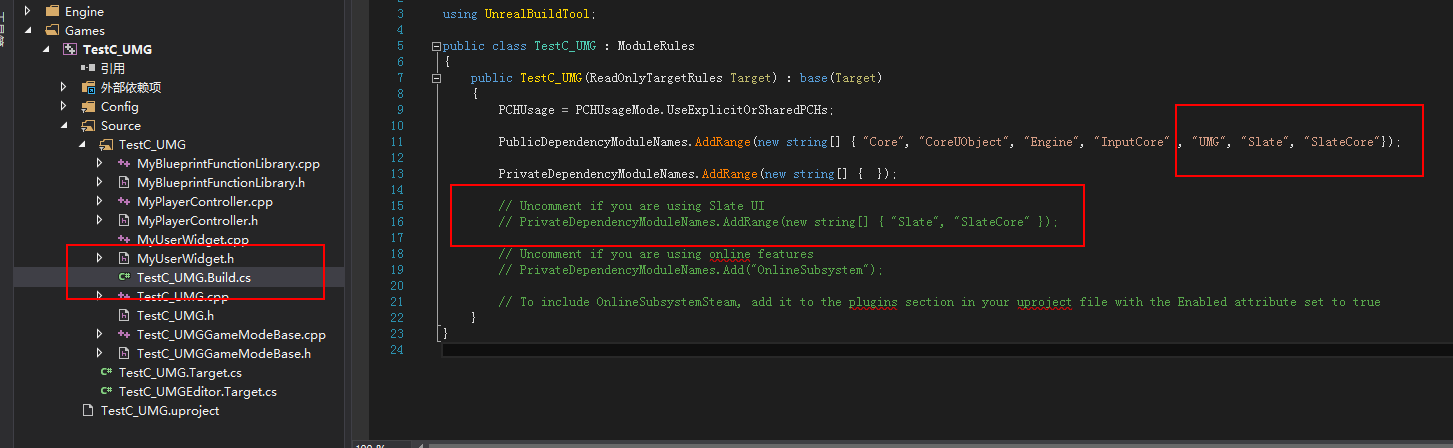 Engine
Games
TestC_UMG
引用
外部依赖项
Config
Source
TestC_UMG
MyBlueprintFunctionLibrary.cpp
MyBlueprintFunctionLibrary.h
MyPlayerController.cpp
MyPlayerController.h
MyUserWidget.cpp
MyUserWidget.h
TestC_UMG.Build.cs
TestC_UMG.cpp
TestC_UMG.h
TestC_UMGGameModeBase.cpp
TestC_UMGGameModeBase.h
TestC_UMG.Target.cs
TestC_UMGEditor.Target.cs
TestC_UMG.uproject
3 using UnrealBuildTool;
4
5 public class TestC_UMG : ModuleRules
6 {
7 public TestC_UMG(ReadOnlyTargetRules Target) : base(Target)
8 {
9 PCHUsage = PCHUsageMode.UseExplicitOrSharedPCHs;
10
11 PublicDependencyModuleNames.AddRange(new string[] { "Core", "CoreUObject", "Engine", "InputCore" , "UMG", "Slate", "SlateCore"});
12
13 PrivateDependencyModuleNames.AddRange(new string[] {  });
14
15 // Uncomment if you are using Slate UI
16 // PrivateDependencyModuleNames.AddRange(new string[] { "Slate", "SlateCore" });
17
18 // Uncomment if you are using online features
19 // PrivateDependencyModuleNames.Add("OnlineSubsystem");
20
21 // To include OnlineSubsystemSteam, add it to the plugins section in your uproject file with the Enabled attribute set to true
22 }
23 }
24